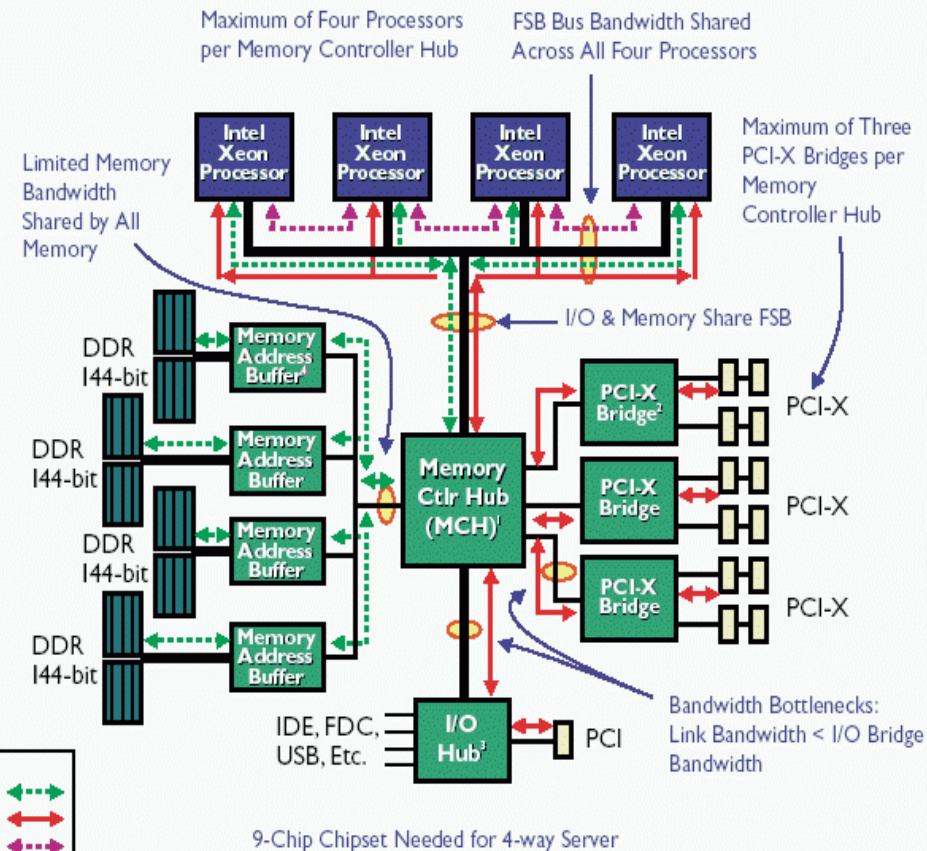 Maximum of Four Processors
per Memory Controller Hub
FSB Bus Bandwidth Shared
Across All Four Processors
Intel
Xeon
Processor
Intel
Xeon
Processor
Intel
Xeon
Processor
Intel
Xeon
Processor
Maximum of Three
PCI-X Bridges per
Memory
Controller Hub
Limited Memory
Bandwidth
Shared by All
Memory
I/O & Memory Share FSB
DDR
144-bit
Memory
Address
Buffer⁴
DDR
144-bit
Memory
Address
Buffer
DDR
144-bit
Memory
Address
Buffer
DDR
144-bit
Memory
Address
Buffer
Memory
Ctlr Hub
(MCH)¹
PCI-X
Bridge²
PCI-X
PCI-X
Bridge
PCI-X
PCI-X
Bridge
PCI-X
IDE, FDC,
USB, Etc.
I/O
Hub³
PCI
Bandwidth Bottlenecks:
Link Bandwidth < I/O Bridge
Bandwidth
9-Chip Chipset Needed for 4-way Server